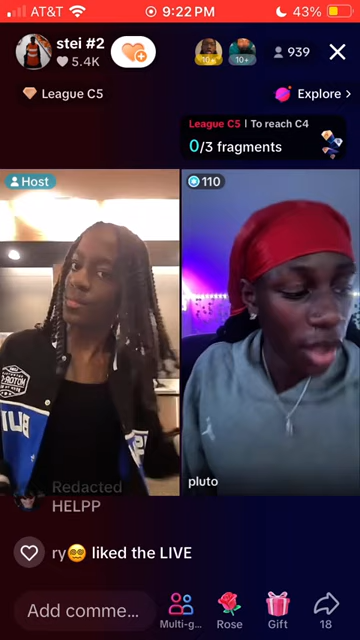 AT&T
9:22 PM
43%
stei #2
5.4K
10+
10+
939
League C5
Explore >
League C5 | To reach C4
0/3 fragments
Host
110
PROTON
pluto
Redacted
HELPP
ry😵‍💫 liked the LIVE
Add comme...
Multi-g...
Rose
Gift
18